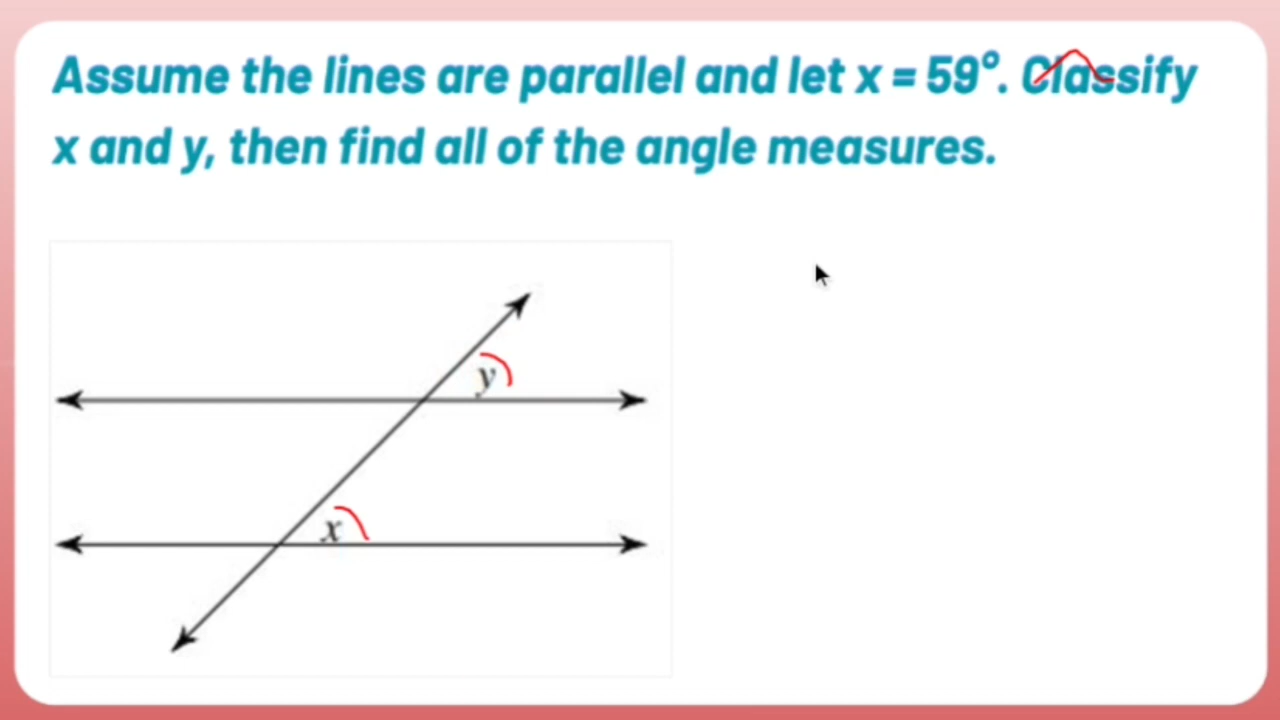 Assume the lines are parallel and let x = 59°. Classify
x and y, then find all of the angle measures.
y
x